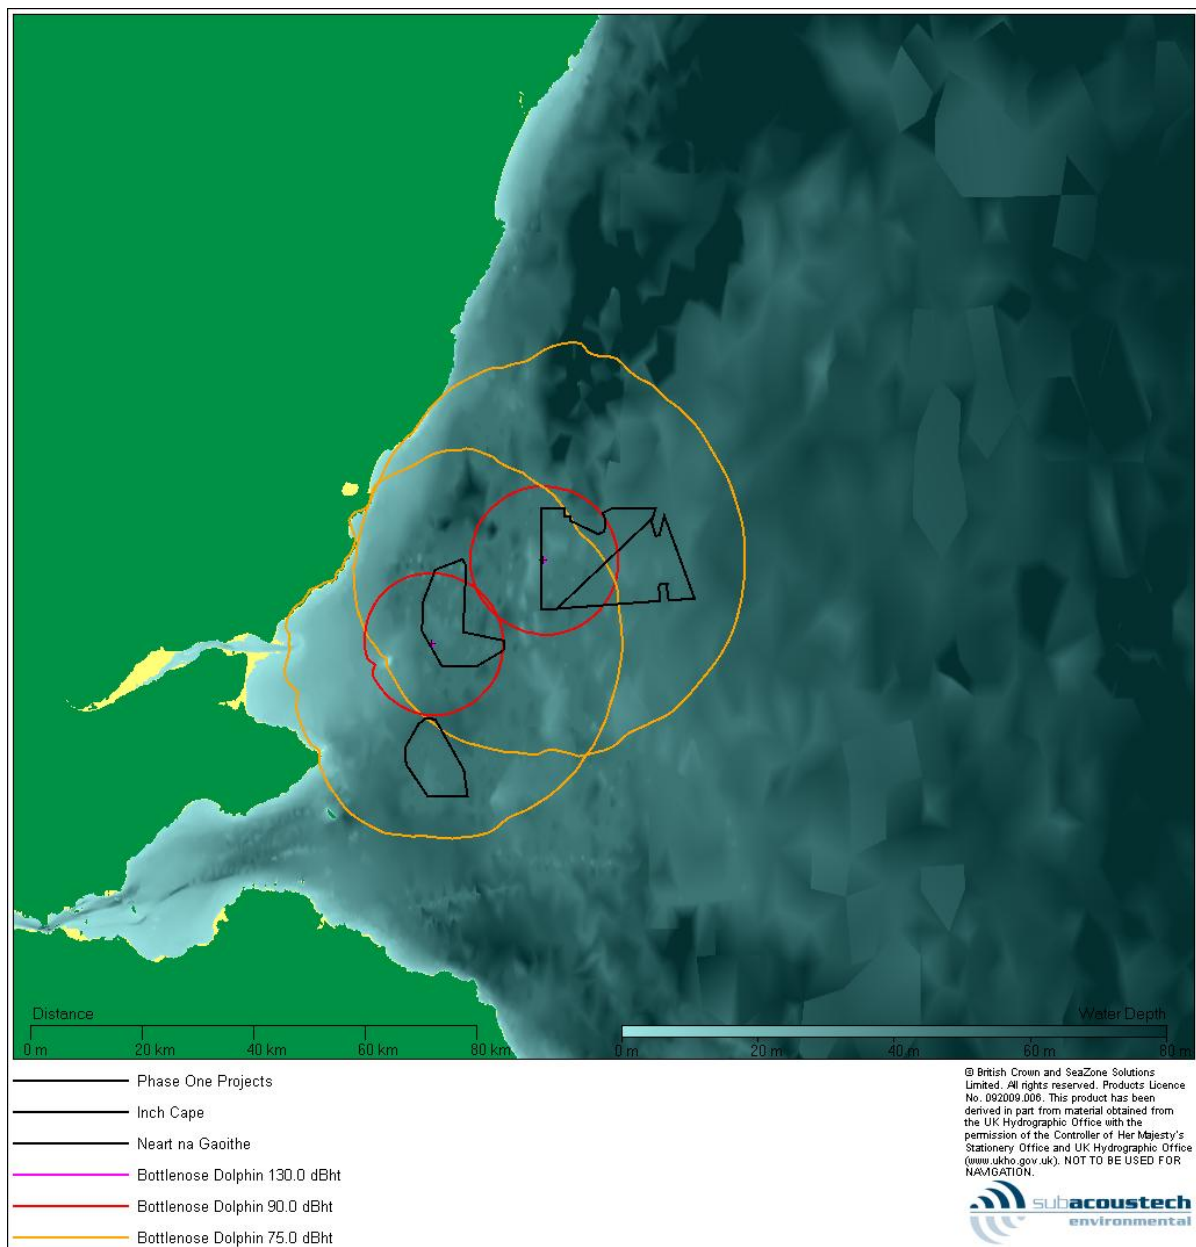 Distance
0 m 20 km 40 km 60 km 80 km
Water Depth
0 m 20 m 40 m 60 m 80 m
Phase One Projects
Inch Cape
Neart na Gaoithe
Bottlenose Dolphin 130.0 dBht
Bottlenose Dolphin 90.0 dBht
Bottlenose Dolphin 75.0 dBht
© British Crown and SeaZone Solutions
Limited. All rights reserved. Products Licence
No. 092009.006. This product has been
derived in part from material obtained from
the UK Hydrographic Office with the
permission of the Controller of Her Majesty's
Stationery Office and UK Hydrographic Office
(www.ukho.gov.uk). NOT TO BE USED FOR
NAVIGATION.
subacoustech
environmental